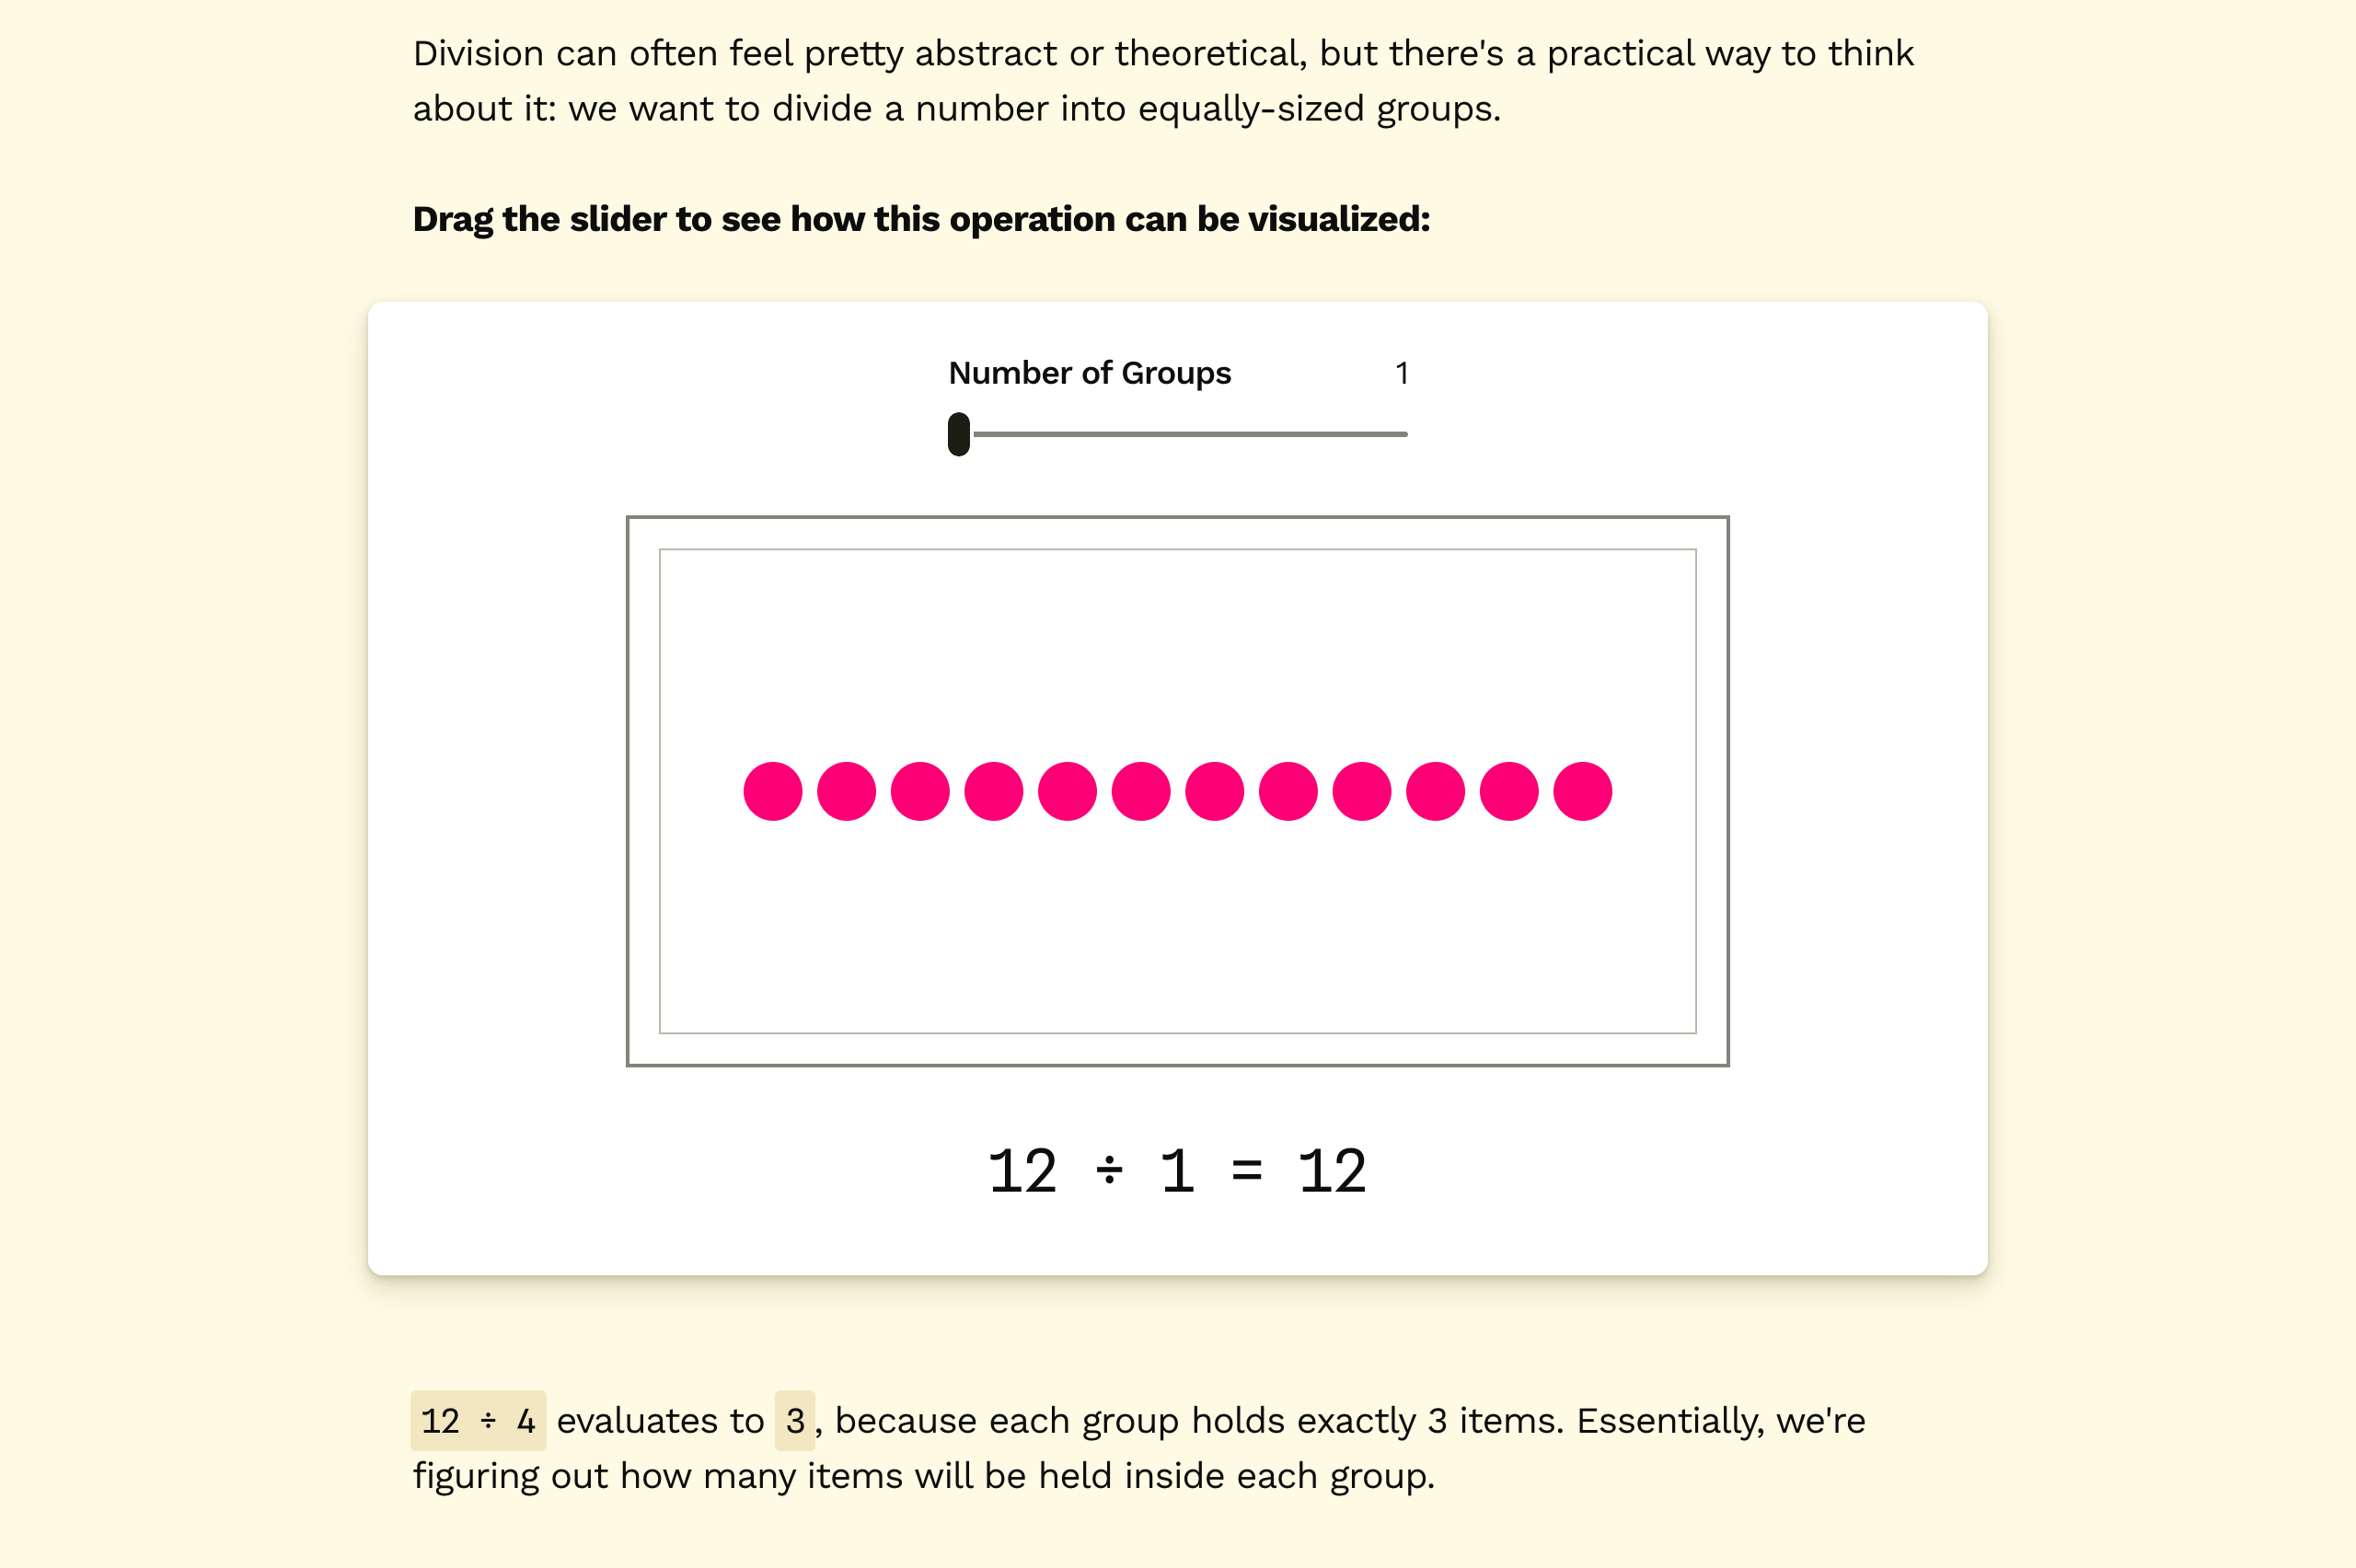 Division can often feel pretty abstract or theoretical, but there's a practical way to think
about it: we want to divide a number into equally-sized groups.
Drag the slider to see how this operation can be visualized:
Number of Groups 1
12 ÷ 1 = 12
12 ÷ 4 evaluates to 3, because each group holds exactly 3 items. Essentially, we're
figuring out how many items will be held inside each group.